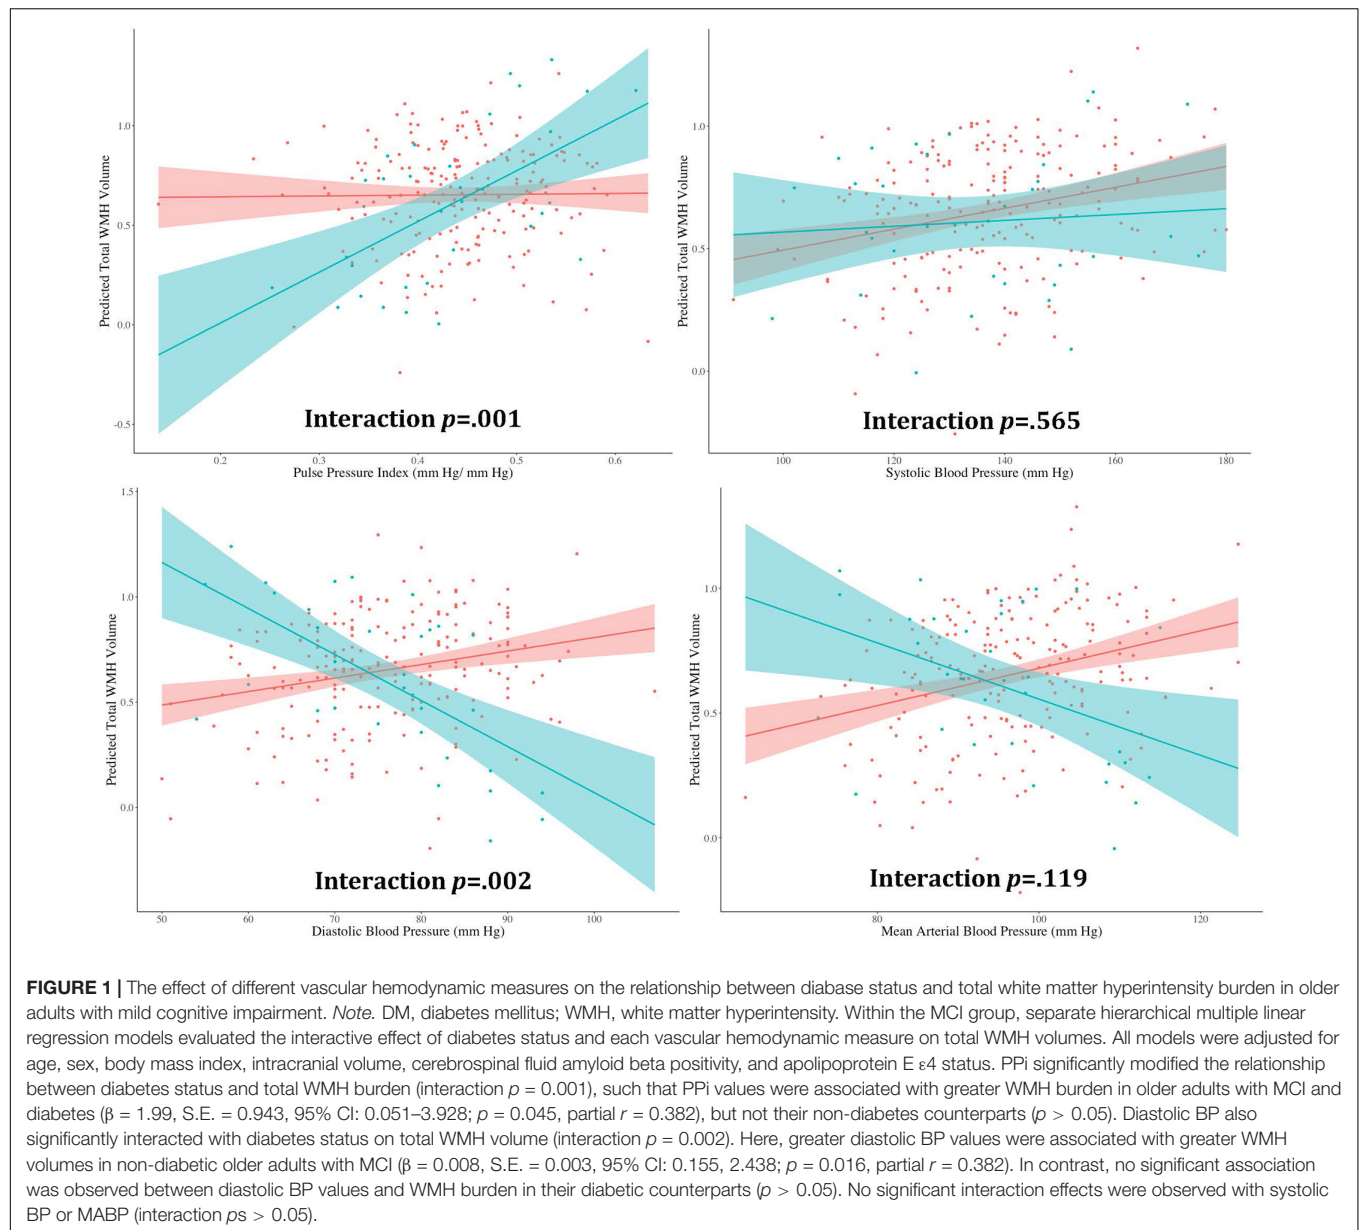 1.0
0.5
0.0
-0.5
Predicted Total WMH Volume
Interaction p=.001
0.2 0.3 0.4 0.5 0.6
Pulse Pressure Index (mm Hg/ mm Hg)
1.0
0.5
0.0
Predicted Total WMH Volume
Interaction p=.565
100 120 140 160 180
Systolic Blood Pressure (mm Hg)
1.5
1.0
0.5
0.0
Predicted Total WMH Volume
Interaction p=.002
50 60 70 80 90 100
Diastolic Blood Pressure (mm Hg)
1.0
0.5
0.0
Predicted Total WMH Volume
Interaction p=.119
80 100 120
Mean Arterial Blood Pressure (mm Hg)
FIGURE 1 | The effect of different vascular hemodynamic measures on the relationship between diabase status and total white matter hyperintensity burden in older
adults with mild cognitive impairment. Note. DM, diabetes mellitus; WMH, white matter hyperintensity. Within the MCI group, separate hierarchical multiple linear
regression models evaluated the interactive effect of diabetes status and each vascular hemodynamic measure on total WMH volumes. All models were adjusted for
age, sex, body mass index, intracranial volume, cerebrospinal fluid amyloid beta positivity, and apolipoprotein E ε4 status. PPi significantly modified the relationship
between diabetes status and total WMH burden (interaction p = 0.001), such that PPi values were associated with greater WMH burden in older adults with MCI and
diabetes (β = 1.99, S.E. = 0.943, 95% CI: 0.051–3.928; p = 0.045, partial r = 0.382), but not their non-diabetes counterparts (p > 0.05). Diastolic BP also
significantly interacted with diabetes status on total WMH volume (interaction p = 0.002). Here, greater diastolic BP values were associated with greater WMH
volumes in non-diabetic older adults with MCI (β = 0.008, S.E. = 0.003, 95% CI: 0.155, 2.438; p = 0.016, partial r = 0.382). In contrast, no significant association
was observed between diastolic BP values and WMH burden in their diabetic counterparts (p > 0.05). No significant interaction effects were observed with systolic
BP or MABP (interaction ps > 0.05).